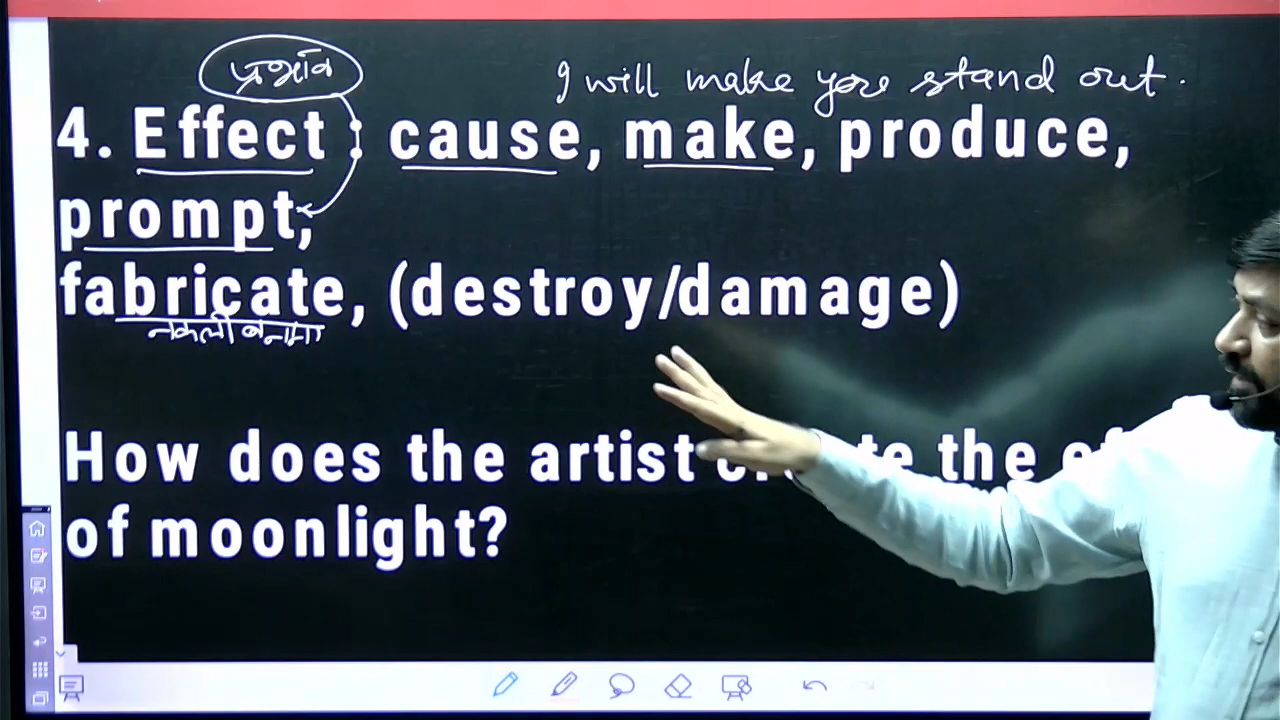 प्रभाव
I will make you stand out.
4. Effect : cause, make, produce,
prompt,
fabricate, (destroy/damage)
नकली बनाना
How does the artist the
of moonlight?